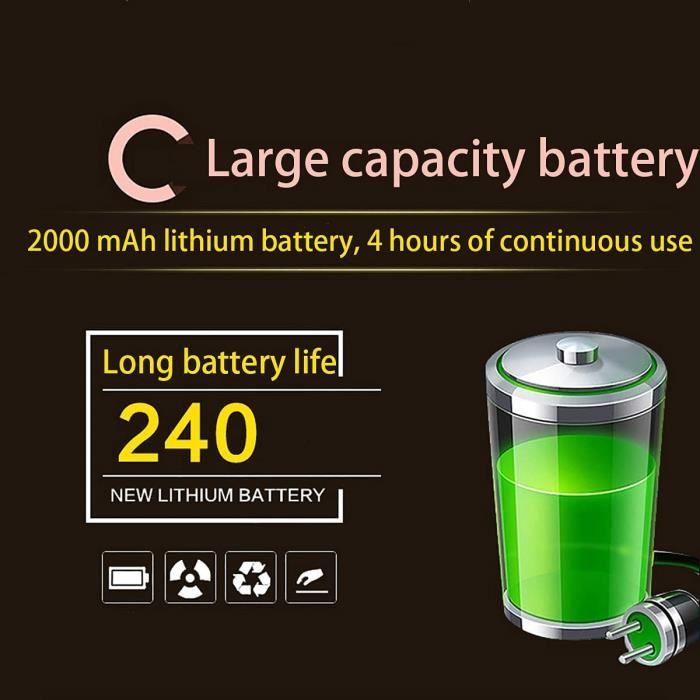 Large capacity battery
2000 mAh lithium battery, 4 hours of continuous use
Long battery life
240
NEW LITHIUM BATTERY